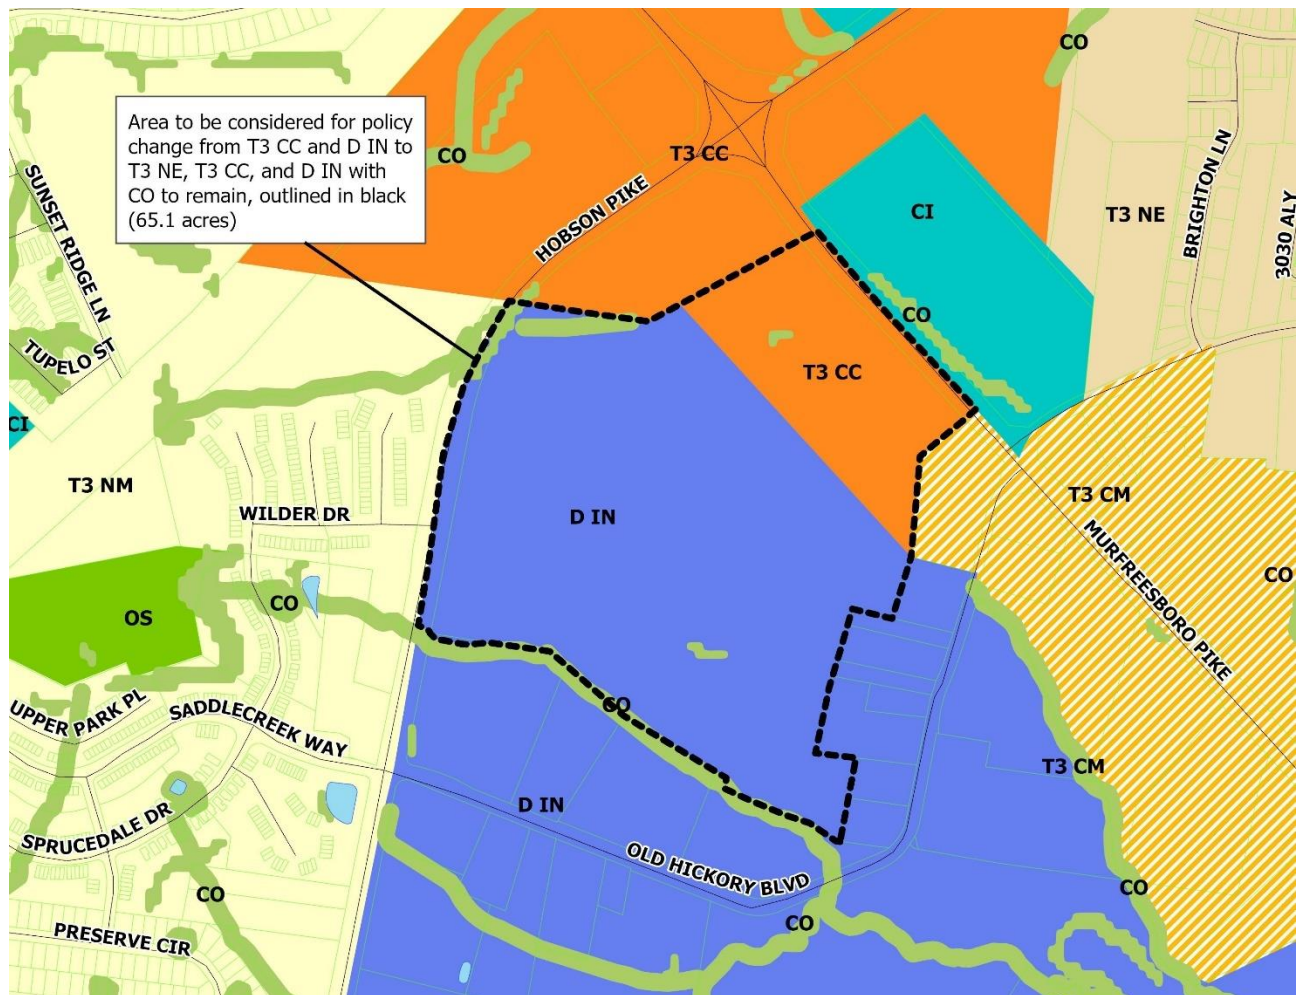 CO
Area to be considered for policy
change from T3 CC and D IN to
T3 NE, T3 CC, and D IN with
CO to remain, outlined in black
(65.1 acres)
CO
T3 CC
SUNSET RIDGE LN
HOBSON PIKE
CI
T3 NE
BRIGHTON LN
3030 ALY
CO
TUPELO ST
T3 CC
CI
T3 NM
WILDER DR
D IN
T3 CM
MURFREESBORO PIKE
CO
CO
OS
UPPER PARK PL
SADDLECREEK WAY
CO
T3 CM
D IN
SPRUCEDALE DR
OLD HICKORY BLVD
CO
CO
CO
PRESERVE CIR